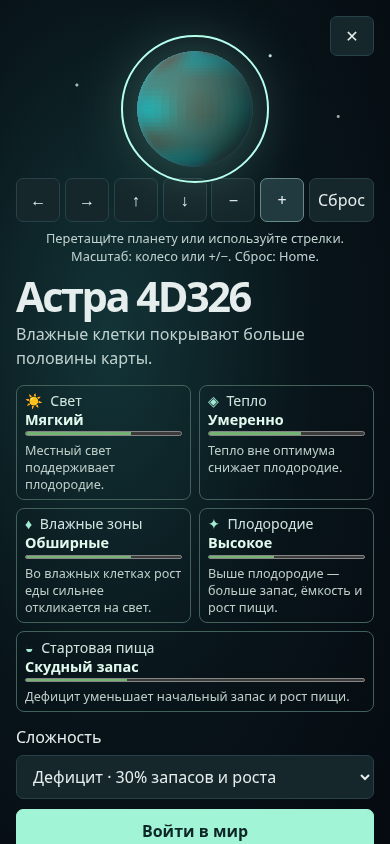 ✕
← → ↑ ↓ − + Сброс
Перетащите планету или используйте стрелки.
Масштаб: колесо или +/−. Сброс: Home.
Астра 4D326
Влажные клетки покрывают больше
половины карты.
☀️ Свет
Мягкий
Местный свет
поддерживает
плодородие.
◈ Тепло
Умеренно
Тепло вне оптимума
снижает плодородие.
♦ Влажные зоны
Обширные
Во влажных клетках рост
еды сильнее
откликается на свет.
✦ Плодородие
Высокое
Выше плодородие —
больше запас, ёмкость и
рост пищи.
Стартовая пища
Скудный запас
Дефицит уменьшает начальный запас и рост пищи.
Сложность
Дефицит · 30% запасов и роста
Войти в мир